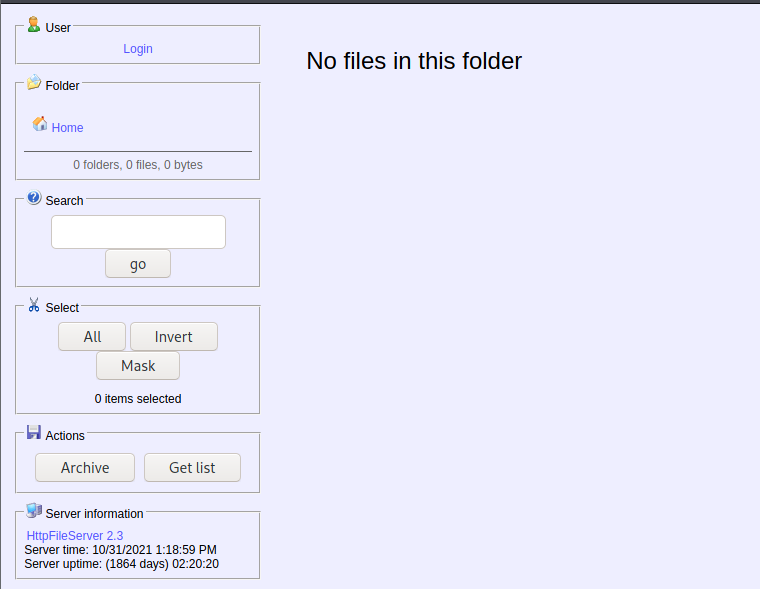 User
Login
No files in this folder
Folder
Home
0 folders, 0 files, 0 bytes
Search
go
Select
All Invert
Mask
0 items selected
Actions
Archive Get list
Server information
HttpFileServer 2.3
Server time: 10/31/2021 1:18:59 PM
Server uptime: (1864 days) 02:20:20